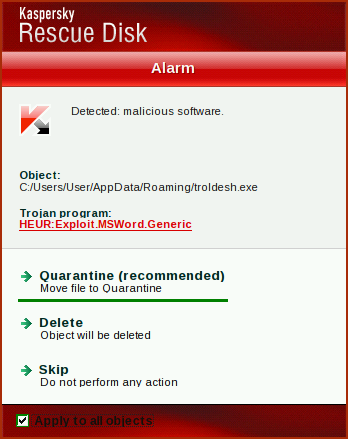 Kaspersky
Rescue Disk
Alarm
Detected: malicious software.
Object:
C:/Users/User/AppData/Roaming/troldesh.exe
Trojan program:
HEUR:Exploit.MSWord.Generic
Quarantine (recommended)
Move file to Quarantine
Delete
Object will be deleted
Skip
Do not perform any action
Apply to all objects